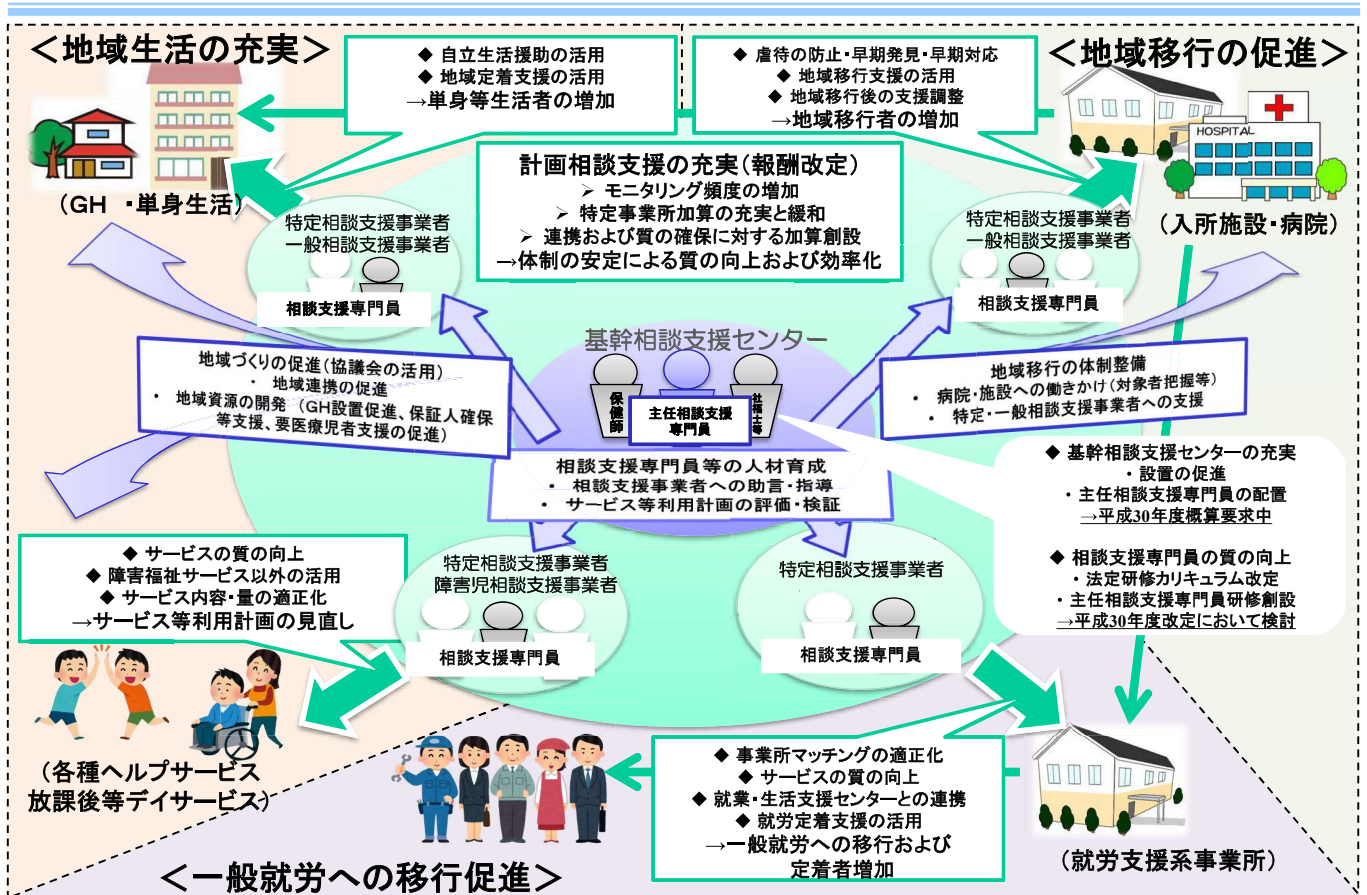 ＜地域生活の充実＞
◆ 自立生活援助の活用
◆ 地域定着支援の活用
→単身等生活者の増加
◆ 虐待の防止・早期発見・早期対応
◆ 地域移行支援の活用
◆ 地域移行後の支援調整
→地域移行者の増加
＜地域移行の促進＞
HOSPITAL
（GH ・単身生活）
（入所施設・病院）
計画相談支援の充実（報酬改定）
➢ モニタリング頻度の増加
➢ 特定事業所加算の充実と緩和
➢ 連携および質の確保に対する加算創設
→体制の安定による質の向上および効率化
特定相談支援事業者
一般相談支援事業者
相談支援専門員
特定相談支援事業者
一般相談支援事業者
相談支援専門員
基幹相談支援センター
保健師
主任相談支援
専門員
社福士等
地域づくりの促進（協議会の活用）
・ 地域連携の促進
・ 地域資源の開発 （GH設置促進、保証人確保
等支援、要医療児者支援の促進）
地域移行の体制整備
・ 病院・施設への働きかけ（対象者把握等）
・ 特定・一般相談支援事業者への支援
相談支援専門員等の人材育成
・ 相談支援事業者への助言・指導
・ サービス等利用計画の評価・検証
◆ 基幹相談支援センターの充実
・設置の促進
・主任相談支援専門員の配置
→平成30年度概算要求中
◆ 相談支援専門員の質の向上
・法定研修カリキュラム改定
・主任相談支援専門員研修創設
→平成30年度改定において検討
◆ サービスの質の向上
◆ 障害福祉サービス以外の活用
◆ サービス内容・量の適正化
→サービス等利用計画の見直し
特定相談支援事業者
障害児相談支援事業者
相談支援専門員
特定相談支援事業者
相談支援専門員
（各種ヘルプサービス
放課後等デイサービス）
◆ 事業所マッチングの適正化
◆ サービスの質の向上
◆ 就業・生活支援センターとの連携
◆ 就労定着支援の活用
→一般就労への移行および
定着者増加
（就労支援系事業所）
＜一般就労への移行促進＞